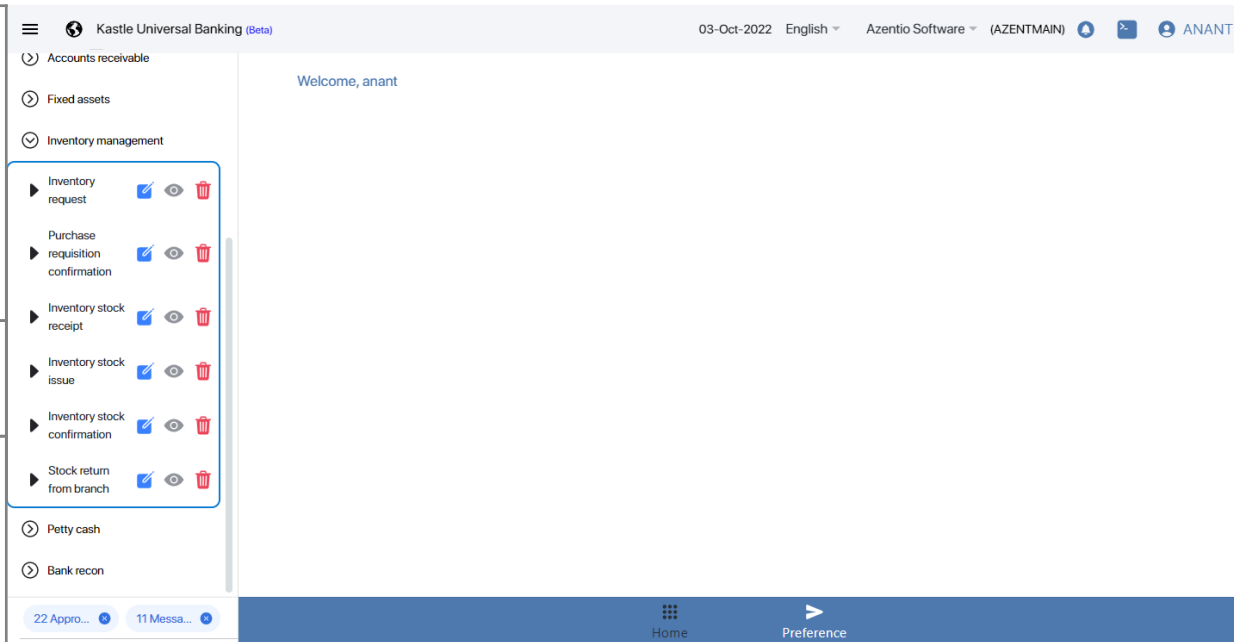 Kastle Universal Banking (Beta)
03-Oct-2022 English Azentio Software (AZENTMAIN) ANANT
Accounts receivable
Fixed assets
Inventory management
Inventory
request
Purchase
requisition
confirmation
Inventory stock
receipt
Inventory stock
issue
Inventory stock
confirmation
Stock return
from branch
Petty cash
Bank recon
22 Appro... 11 Messa...
Welcome, anant
Home
Preference